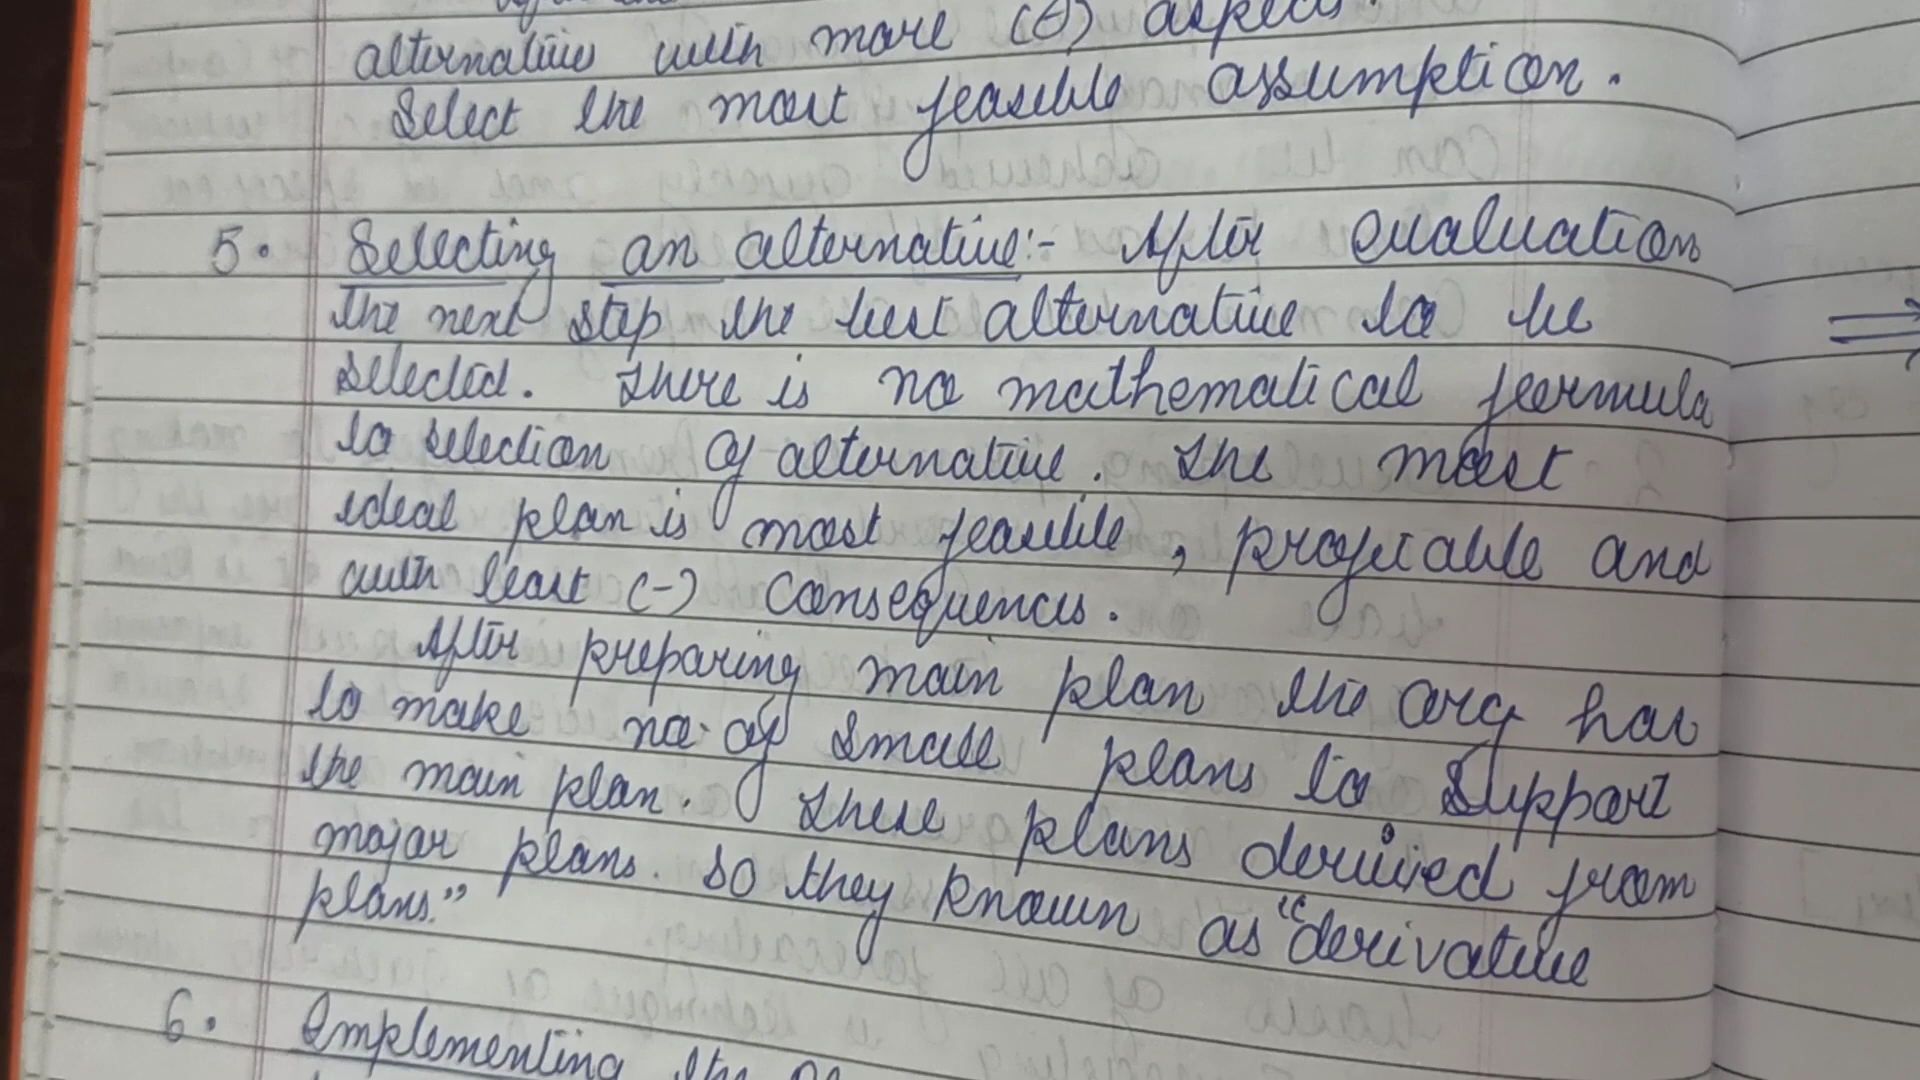 alternative with more (+) aspects.
Select the most feasible assumption.
5. Selecting an alternative:- After evaluation
the next step the best alternative to be
selected. There is no mathematical formula
to selection of alternative. The most
ideal plan is most feasible, profitable and
with least (-) consequences.
After preparing main plan the org has
to make no. of small plans to support
the main plan. These plans derived from
major plans. So they known as "derivative
plans."
6. Implementing the